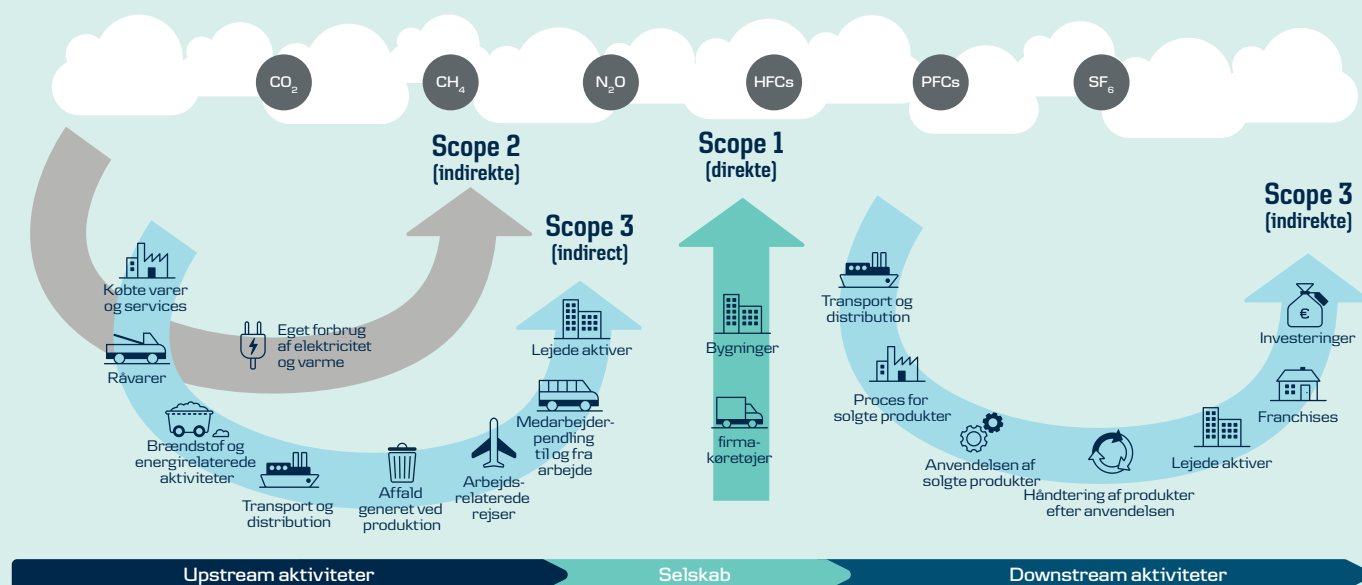 CO₂
CH₄
N₂O
HFCs
PFCs
SF₆
Scope 2
(indirekte)
Scope 3
(indirect)
Scope 1
(direkte)
Scope 3
(indirekte)
Købte varer
og services
Råvarer
Brændstof og
energirelaterede
aktiviteter
Transport og
distribution
Affald
generet ved
produktion
Arbejds-
relaterede
rejser
Medarbejder-
pendling
til og fra
arbejde
Lejede aktiver
Eget forbrug
af elektricitet
og varme
Bygninger
firma-
køretøjer
Transport og
distribution
Proces for
solgte produkter
Anvendelsen af
solgte produkter
Håndtering af produkter
efter anvendelsen
Lejede aktiver
Franchises
€
Investeringer
Upstream aktiviteter
Selskab
Downstream aktiviteter